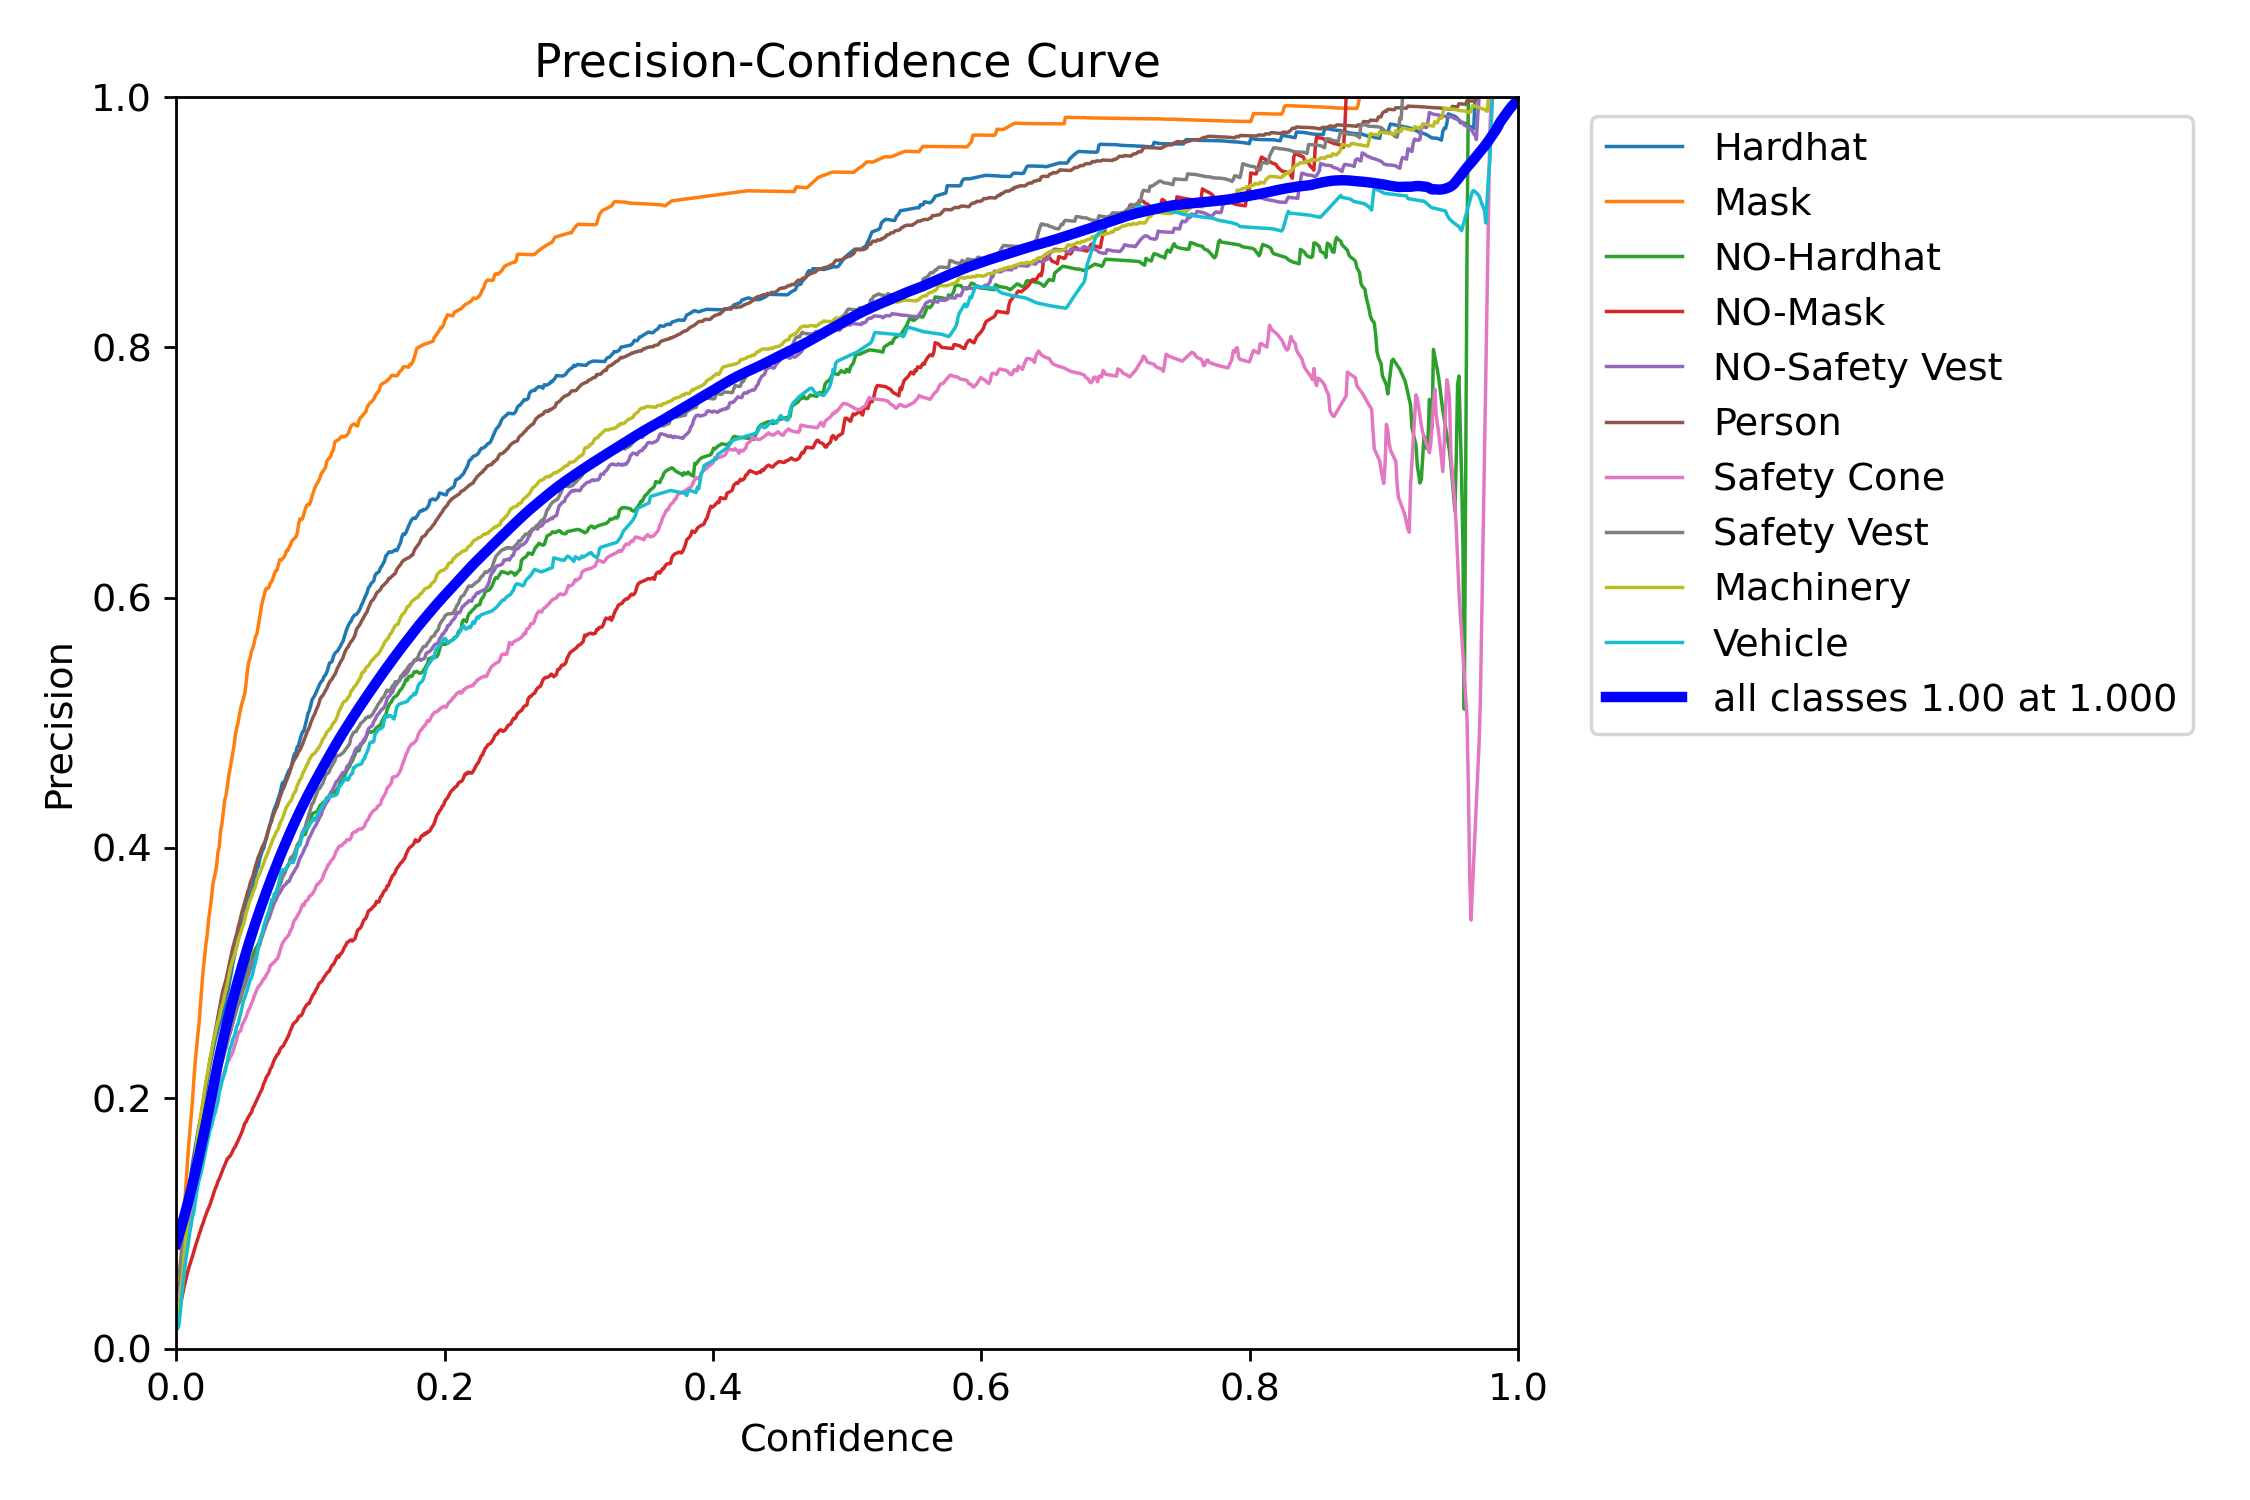 Precision-Confidence Curve
1.0
0.8
0.6
0.4
0.2
0.0
Precision
0.0 0.2 0.4 0.6 0.8 1.0
Confidence
Hardhat
Mask
NO-Hardhat
NO-Mask
NO-Safety Vest
Person
Safety Cone
Safety Vest
Machinery
Vehicle
all classes 1.00 at 1.000